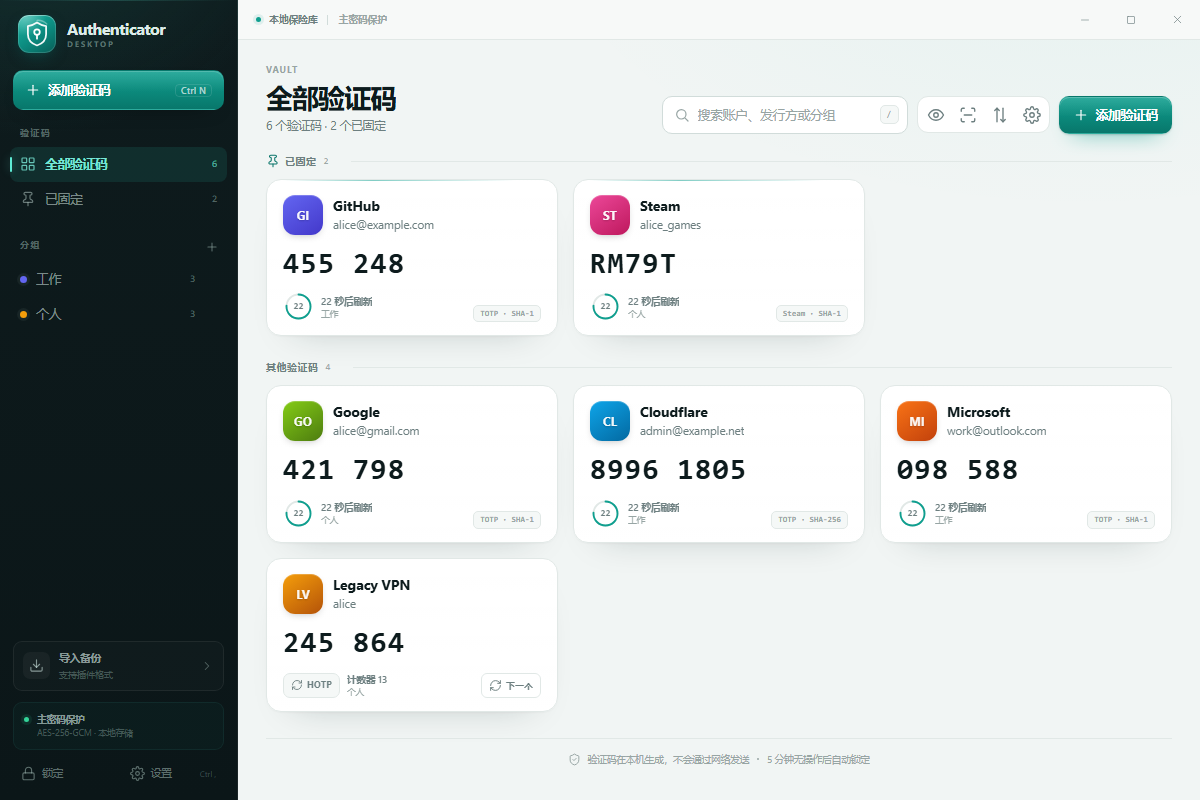 Authenticator
DESKTOP
添加验证码 Ctrl N
验证码
全部验证码 6
已固定 2
分组
工作 3
个人 3
导入备份
支持插件格式
主密码保护
AES-256-GCM · 本地存储
锁定
设置
Ctrl ,
本地保险库
主密码保护
VAULT
全部验证码
6 个验证码 · 2 个已固定
搜索账户、发行方或分组 /
添加验证码
已固定 2
GI
GitHub
alice@example.com
455 248
22
22 秒后刷新
工作
TOTP · SHA-1
ST
Steam
alice_games
RM79T
22
22 秒后刷新
个人
Steam · SHA-1
其他验证码 4
GO
Google
alice@gmail.com
421 798
22
22 秒后刷新
个人
TOTP · SHA-1
CL
Cloudflare
admin@example.net
8996 1805
22
22 秒后刷新
工作
TOTP · SHA-256
MI
Microsoft
work@outlook.com
098 588
22
22 秒后刷新
工作
TOTP · SHA-1
LV
Legacy VPN
alice
245 864
HOTP
计数器 13
个人
下一个
验证码在本机生成，不会通过网络发送 · 5 分钟无操作后自动锁定